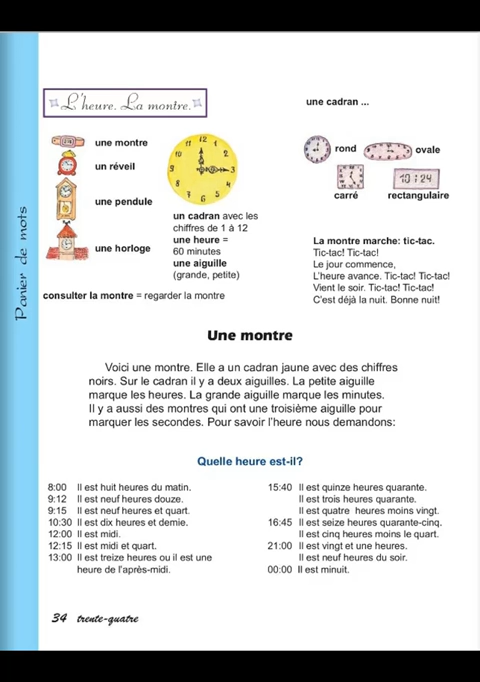 L'heure. La montre.
une montre
un réveil
une pendule
une horloge
12
1
2
3
4
5
6
7
8
9
10
11
un cadran avec les
chiffres de 1 à 12
une heure =
60 minutes
une aiguille
(grande, petite)
consulter la montre = regarder la montre
une cadran ...
rond
ovale
carré
10:24
rectangulaire
La montre marche: tic-tac.
Tic-tac! Tic-tac!
Le jour commence,
L'heure avance. Tic-tac! Tic-tac!
Vient le soir. Tic-tac! Tic-tac!
C'est déjà la nuit. Bonne nuit!
Panier de mots
Une montre
Voici une montre. Elle a un cadran jaune avec des chiffres
noirs. Sur le cadran il y a deux aiguilles. La petite aiguille
marque les heures. La grande aiguille marque les minutes.
Il y a aussi des montres qui ont une troisième aiguille pour
marquer les secondes. Pour savoir l'heure nous demandons:
Quelle heure est-il?
8:00 Il est huit heures du matin.
9:12 Il est neuf heures douze.
9:15 Il est neuf heures et quart.
10:30 Il est dix heures et demie.
12:00 Il est midi.
12:15 Il est midi et quart.
13:00 Il est treize heures ou il est une
heure de l'après-midi.
15:40 Il est quinze heures quarante.
Il est trois heures quarante.
Il est quatre heures moins vingt.
16:45 Il est seize heures quarante-cinq.
Il est cinq heures moins le quart.
21:00 Il est vingt et une heures.
Il est neuf heures du soir.
00:00 Il est minuit.
34 trente-quatre